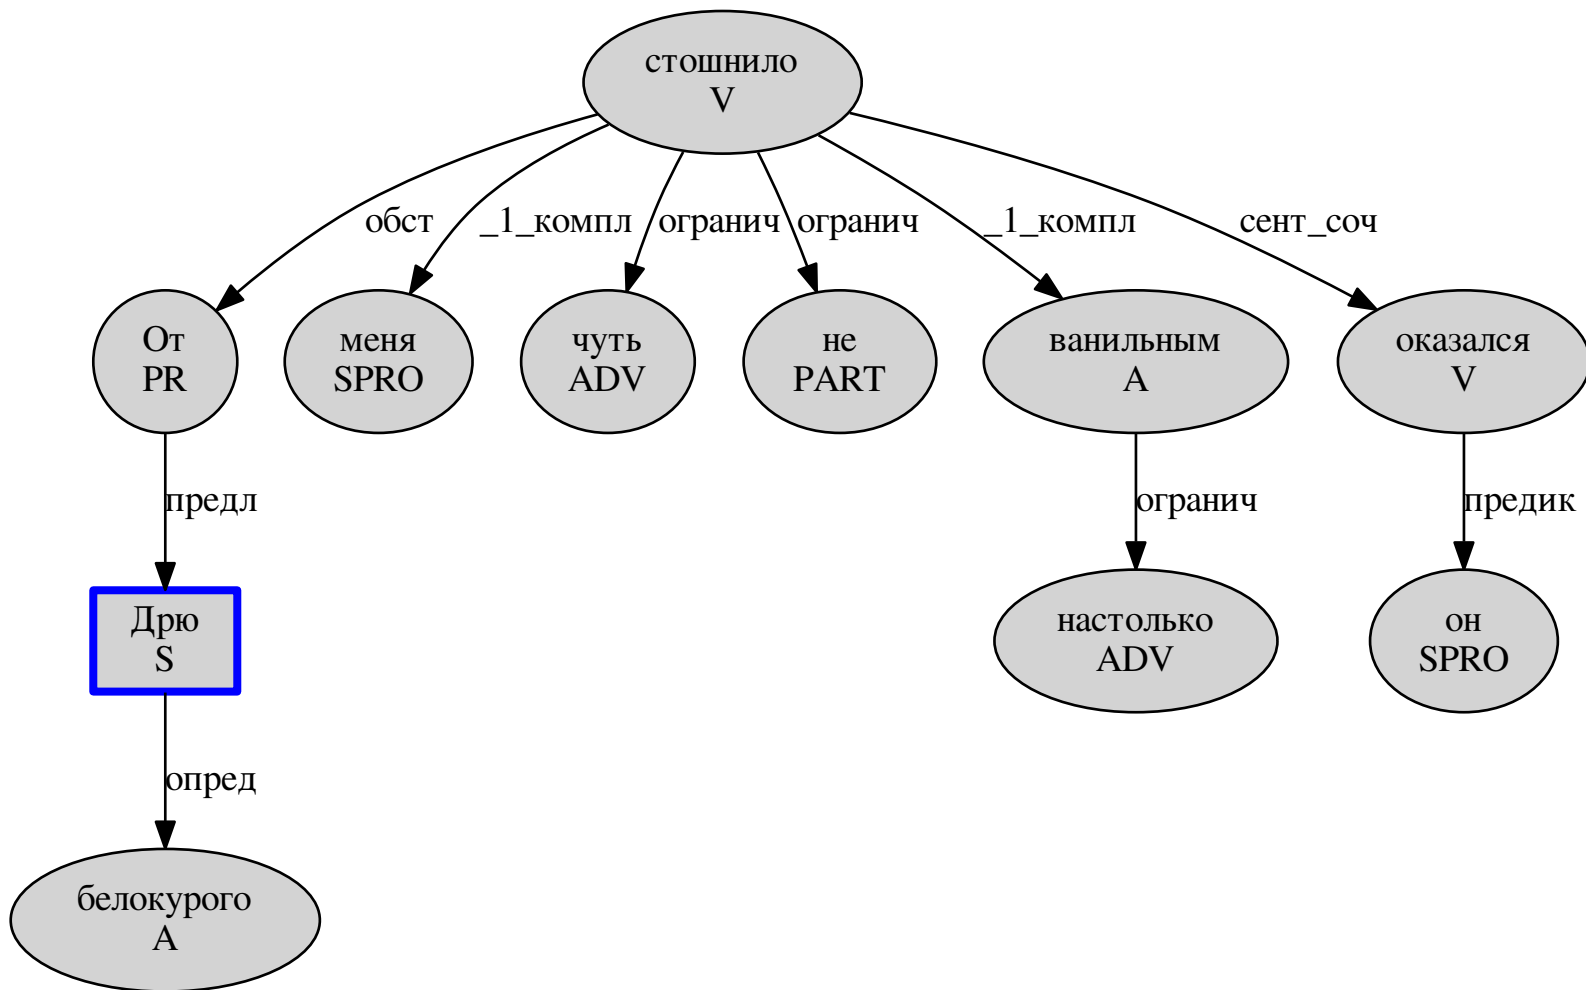 стошнило
V
обст
_1_компл
огранич
огранич
_1_компл
сент_соч
От
PR
меня
SPRO
чуть
ADV
не
PART
ванильным
A
оказался
V
предл
огранич
предик
Дрю
S
настолько
ADV
он
SPRO
опред
белокурого
A